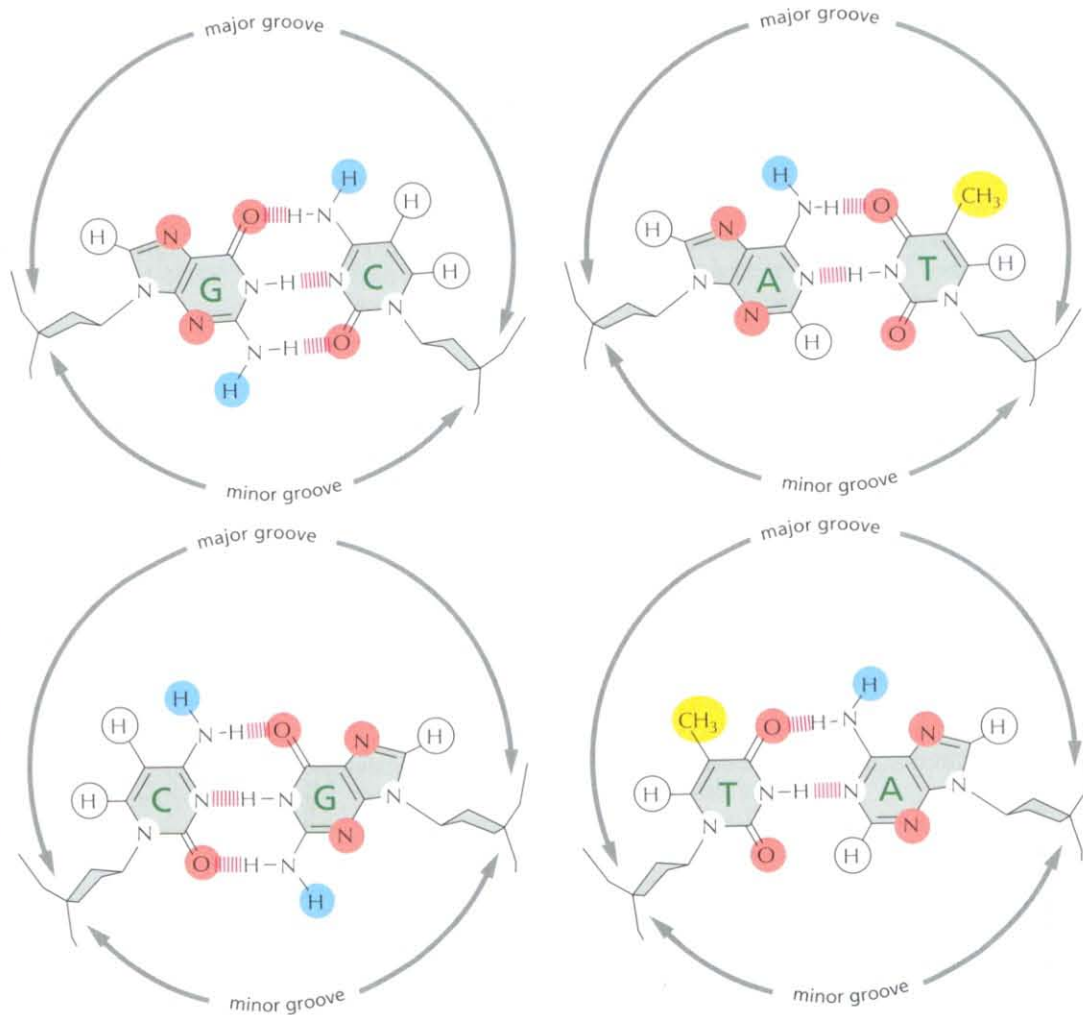 major groove
H
O H N H
H N
H
N G N H N C
N N
N H O
H
minor groove
major groove
H CH₃
N H O
H N H
A N H N T
N N
O
H
minor groove
major groove
H
H N H O N H
H C N H N G N
N N
O H N
H
minor groove
major groove
H
CH₃ O H N
N H
H T N H N A N
N N
O H
minor groove